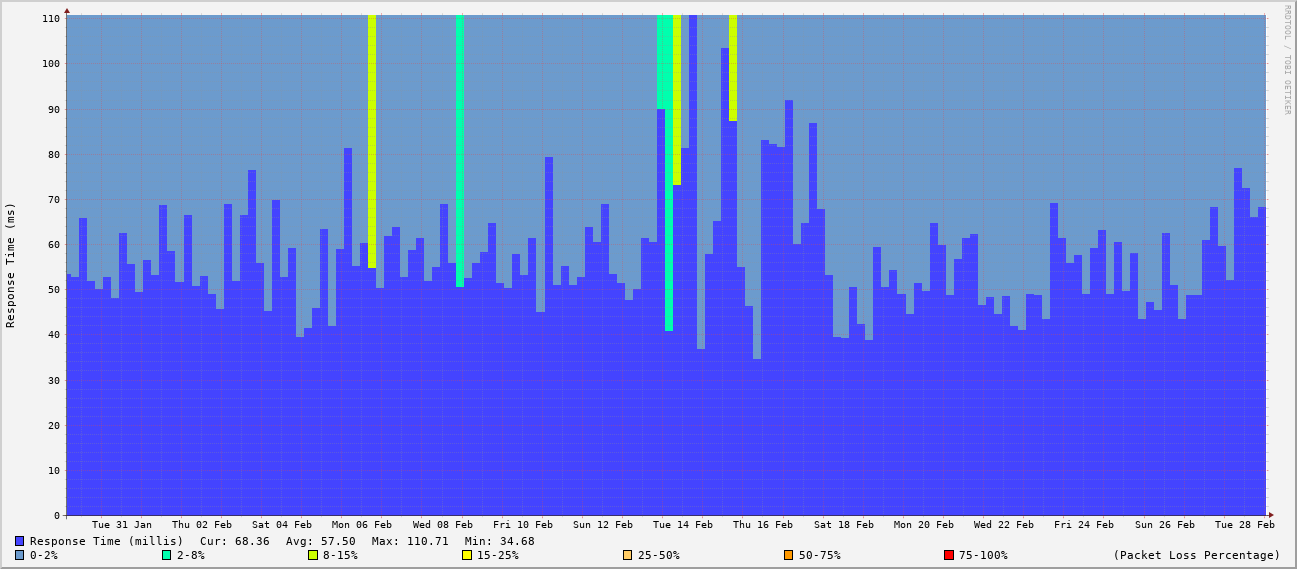 RRDTOOL / TOBI OETIKER
Response Time (ms)
110
100
90
80
70
60
50
40
30
20
10
0
Tue 31 Jan Thu 02 Feb Sat 04 Feb Mon 06 Feb Wed 08 Feb Fri 10 Feb Sun 12 Feb Tue 14 Feb Thu 16 Feb Sat 18 Feb Mon 20 Feb Wed 22 Feb Fri 24 Feb Sun 26 Feb Tue 28 Feb
Response Time (millis) Cur: 68.36 Avg: 57.50 Max: 110.71 Min: 34.68
0-2% 2-8% 8-15% 15-25% 25-50% 50-75% 75-100% (Packet Loss Percentage)